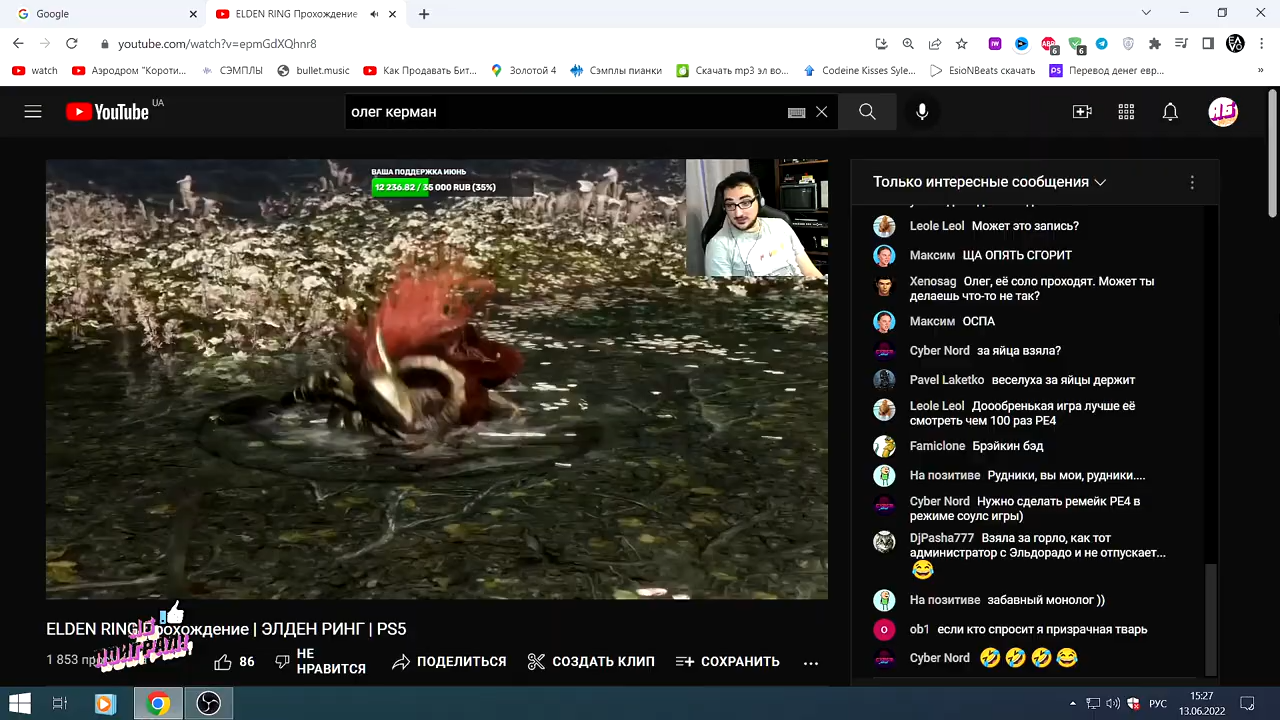 Google
ELDEN RING Прохождение
youtube.com/watch?v=epmGdXQhnr8
watch
Аэродром "Короти...
СЭМПЛЫ
bullet.music
Как Продавать Бит...
Золотой 4
Сэмплы пианки
Скачать mp3 эл во...
Codeine Kisses Syle...
EsionBeats скачать
Перевод денег евр...
»
YouTube
UA
олег керман
ВАША ПОДДЕРЖКА ИЮНЬ
12 236.82 / 35 000 RUB (35%)
Только интересные сообщения
Leole Leol Может это запись?
Максим ЩА ОПЯТЬ СГОРИТ
Xenosag Олег, её соло проходят. Может ты
делаешь что-то не так?
Максим ОСПА
Cyber Nord за яйца взяла?
Pavel Laketko веселуха за яйцы держит
Leole Leol Доообренькая игра лучше её
смотреть чем 100 раз РЕ4
Famiclone Брэйкин бэд
На позитиве Рудники, вы мои, рудники....
Cyber Nord Нужно сделать ремейк РЕ4 в
режиме соулс игры)
DjPasha777 Взяла за горло, как тот
администратор с Эльдорадо и не отпускает...
На позитиве забавный монолог ))
ob1 если кто спросит я призрачная тварь
Cyber Nord
ELDEN RING Прохождение | ЭЛДЕН РИНГ | PS5
1 853
86
НЕ
НРАВИТСЯ
ПОДЕЛИТЬСЯ
СОЗДАТЬ КЛИП
СОХРАНИТЬ
РУС
15:27
13.06.2022